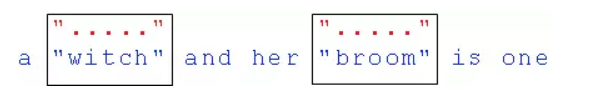 "....." "......"
a "witch" and her "broom" is one